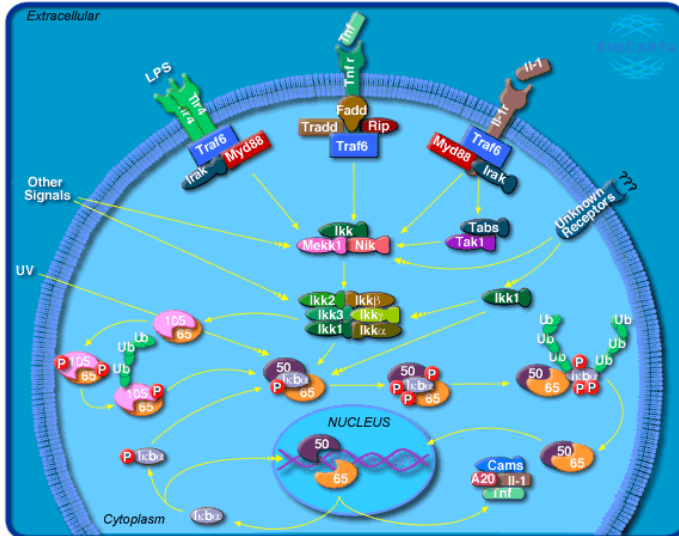 Extracellular
BIOCARTA
LPS
Tlr4
Tlr4
Traf6
Myd88
Irak
Tnf
Tnfr
Fadd
Tradd
Rip
Traf6
Il-1
Il-1r
Traf6
Myd88
Irak
???
Unknown
Receptors
Other
Signals
Ikk
Mekk1
Nik
Tabs
Tak1
UV
Ikk2
Ikkβ
Ikk3
Ikkγ
Ikk1
Ikkα
Ikk1
105
65
P
105
65
P
Ub
Ub
Ub
105
P
65
50
Iκbα
P
65
50
P
Iκbα
P
P
65
Ub
Ub
Ub
Ub
Ub
Ub
50
P
Iκbα
65
P
P
50
65
P
Iκbα
NUCLEUS
50
65
Cams
A20
Il-1
Tnf
Iκbα
Cytoplasm